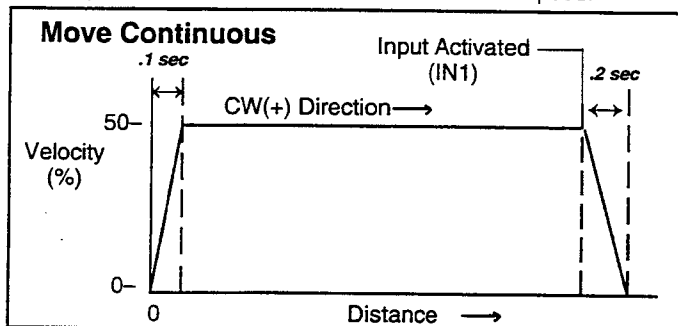 Move Continuous
.1 sec
Input Activated
(IN1)
.2 sec
CW(+) Direction
50–
Velocity
(%)
0–
0
Distance